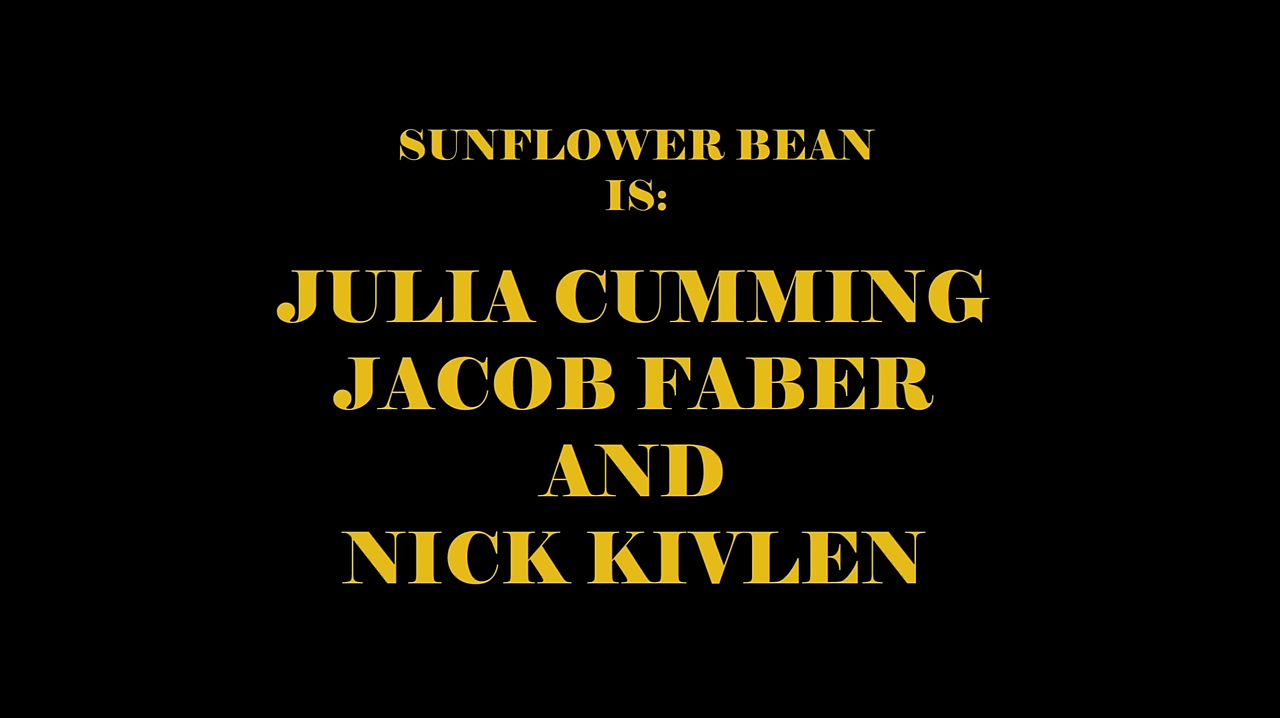 SUNFLOWER BEAN
IS:
JULIA CUMMING
JACOB FABER
AND
NICK KIVLEN